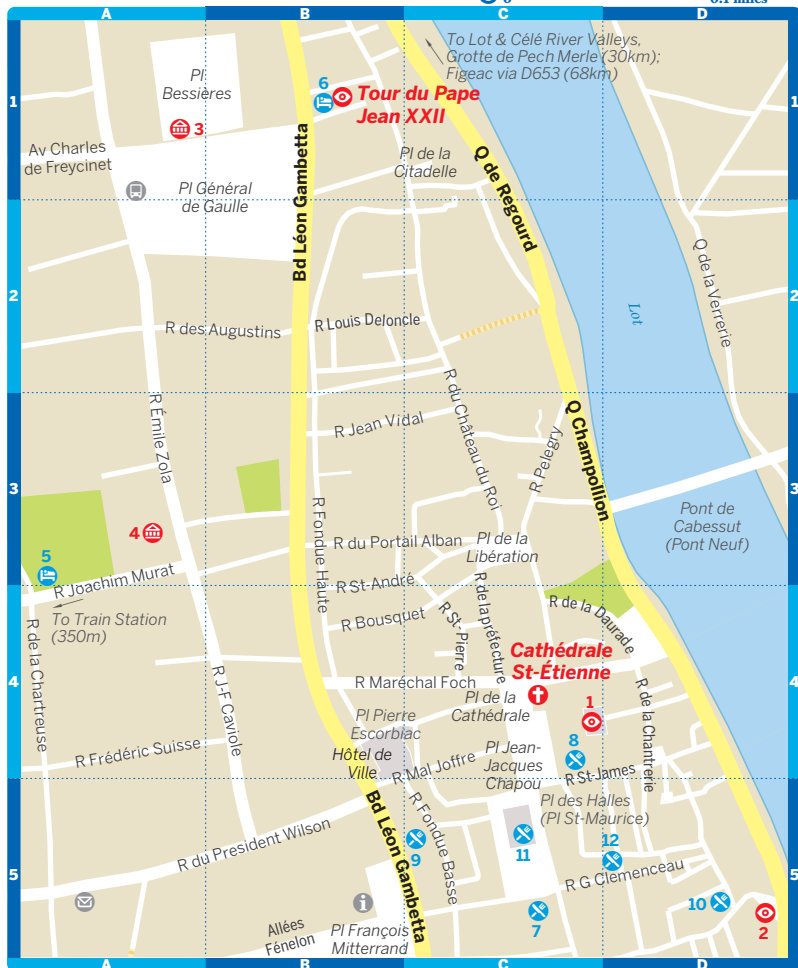 0
0.1 miles
A
B
C
D
To Lot & Célé River Valleys,
Grotte de Pech Merle (30km);
Figeac via D653 (68km)
Pl
Bessières
6
Tour du Pape
Jean XXII
1
1
3
Av Charles
de Freycinet
Pl de la
Citadelle
Q de Regourd
Pl Général
de Gaulle
Bd Léon Gambetta
Q de la Verrerie
2
2
Lot
R des Augustins
R Louis Deloncle
R du Château du Roi
R Émile Zola
R Jean Vidal
Q Champollion
R Pelegry
3
3
Pont de
Cabessut
(Pont Neuf)
4
R Fondue Haute
R du Portail Alban
Pl de la
Libération
5
R Joachim Murat
R St-André
R de la préfecture
R de la Daurade
To Train Station
(350m)
R Bousquet
R St-Pierre
R de la Chartreuse
Cathédrale
St-Étienne
4
4
R J-F Caviole
R Maréchal Foch
Pl de la
Cathédrale
1
R de la Chantrerie
Pl Pierre
Escorbiac
8
R Frédéric Suisse
Hôtel de
Ville
R Mal Joffre
Pl Jean-
Jacques
Chapou
R St-James
Pl des Halles
(Pl St-Maurice)
R du President Wilson
Bd Léon Gambetta
R Fondue Basse
9
11
12
5
5
R G Clemenceau
10
7
2
Allées
Fénelon
Pl François
Mitterrand
A
B
C
D